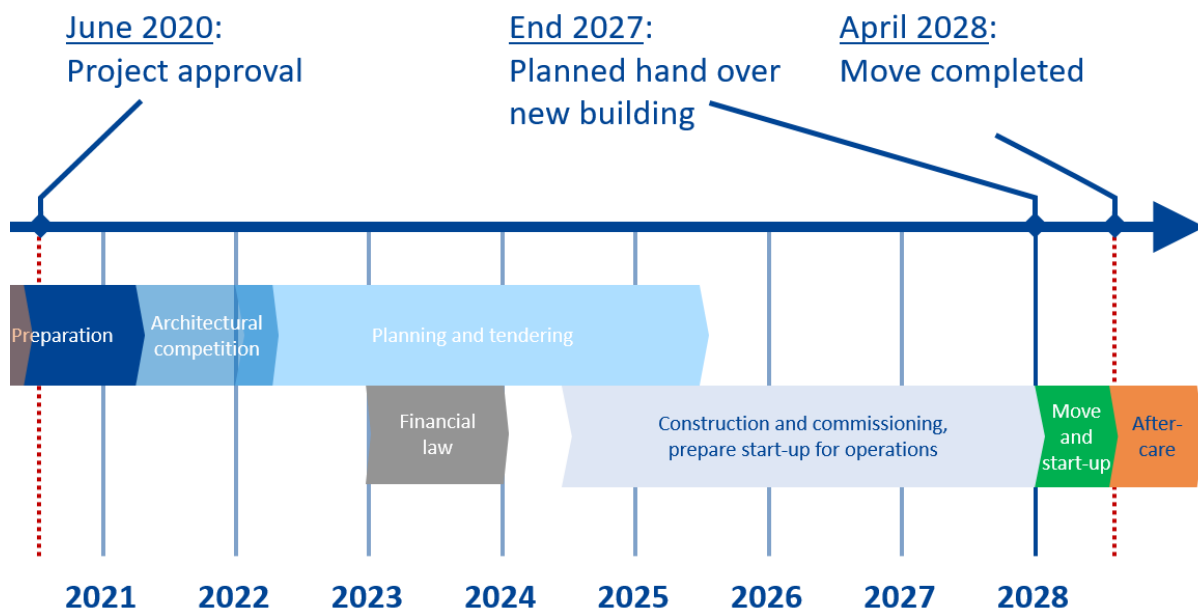 June 2020:
Project approval
End 2027:
Planned hand over
new building
April 2028:
Move completed
Preparation
Architectural
competition
Planning and tendering
Financial
law
Construction and commissioning,
prepare start-up for operations
Move
and
start-up
After-
care
2021
2022
2023
2024
2025
2026
2027
2028